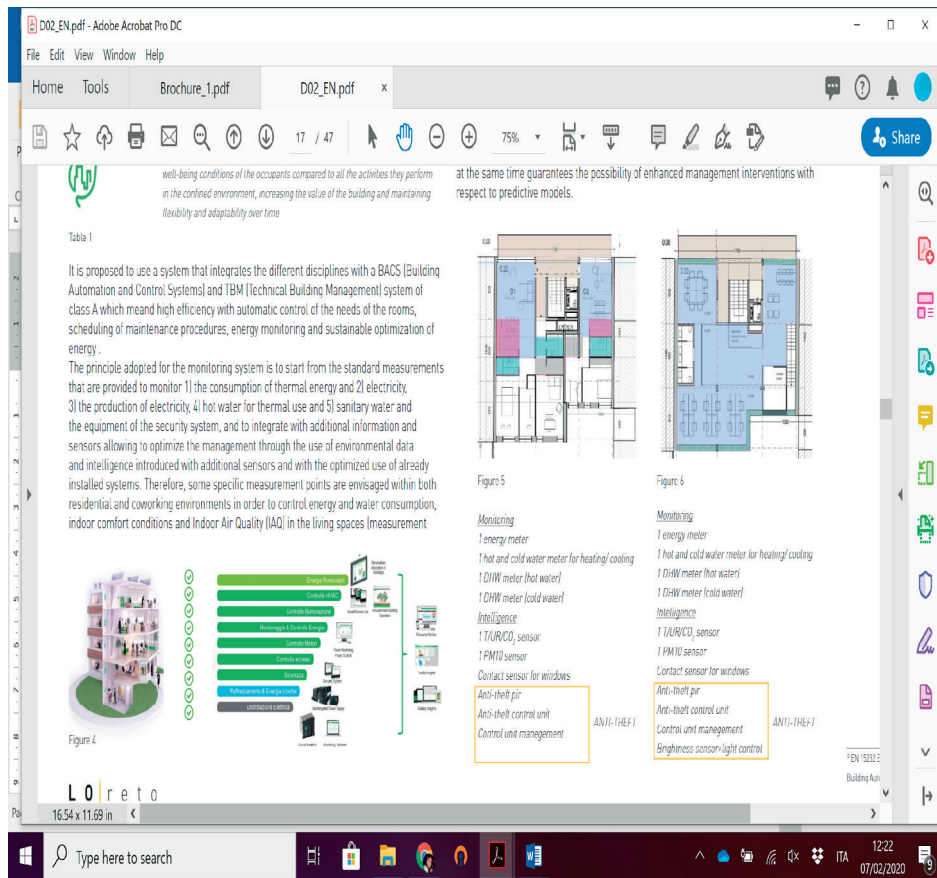 D02_EN.pdf - Adobe Acrobat Pro DC
File Edit View Window Help
Home Tools Brochure_1.pdf D02_EN.pdf ×
17 / 47 75% Share
well-being conditions of the occupants compared to all the activities they perform
in the confined environment, increasing the value of the building and maintaining
flexibility and adaptability over time
Table 1
It is proposed to use a system that integrates the different disciplines with a BACS (Building
Automation and Control Systems) and TBM (Technical Building Management) system of
class A which meand high efficiency with automatic control of the needs of the rooms,
scheduling of maintenance procedures, energy monitoring and sustainable optimization of
energy .
The principle adopted for the monitoring system is to start from the standard measurements
that are provided to monitor 1) the consumption of thermal energy and 2) electricity,
3) the production of electricity, 4) hot water for thermal use and 5) sanitary water and
the equipment of the security system, and to integrate with additional information and
sensors allowing to optimize the management through the use of environmental data
and intelligence introduced with additional sensors and with the optimized use of already
installed systems. Therefore, some specific measurement points are envisaged within both
residential and coworking environments in order to control energy and water consumption,
indoor comfort conditions and Indoor Air Quality (IAQ) in the living spaces (measurement
Energie Rinnovabili
Controllo HVAC
Controllo Illuminazione
Monitoraggio & Controllo Energia
Controllo Motori
Controllo accessi
Sicurezza
Raffrescamento & Energia critiche
Distribuzione Elettrica
Figure 4
LOreto
at the same time guarantees the possibility of enhanced management interventions with
respect to predictive models.
Figure 5
Monitoring
1 energy meter
1 hot and cold water meter for heating/ cooling
1 DHW meter (hot water)
1 DHW meter (cold water)
Intelligence
1 T/UR/CO2 sensor
1 PM10 sensor
Contact sensor for windows
Anti-theft pir
Anti-theft control unit
Control unit manegement
ANTI-THEFT
Figure 6
Monitoring
1 energy meter
1 hot and cold water meter for heating/ cooling
1 DHW meter (hot water)
1 DHW meter (cold water)
Intelligence
1 T/UR/CO2 sensor
1 PM10 sensor
Contact sensor for windows
Anti-theft pir
Anti-theft control unit
Control unit manegement
Brightness sensor+light control
ANTI-THEFT
EN 15232 E
Building Auto
16.54 x 11.69 in
Type here to search
ITA
12:22
07/02/2020
9